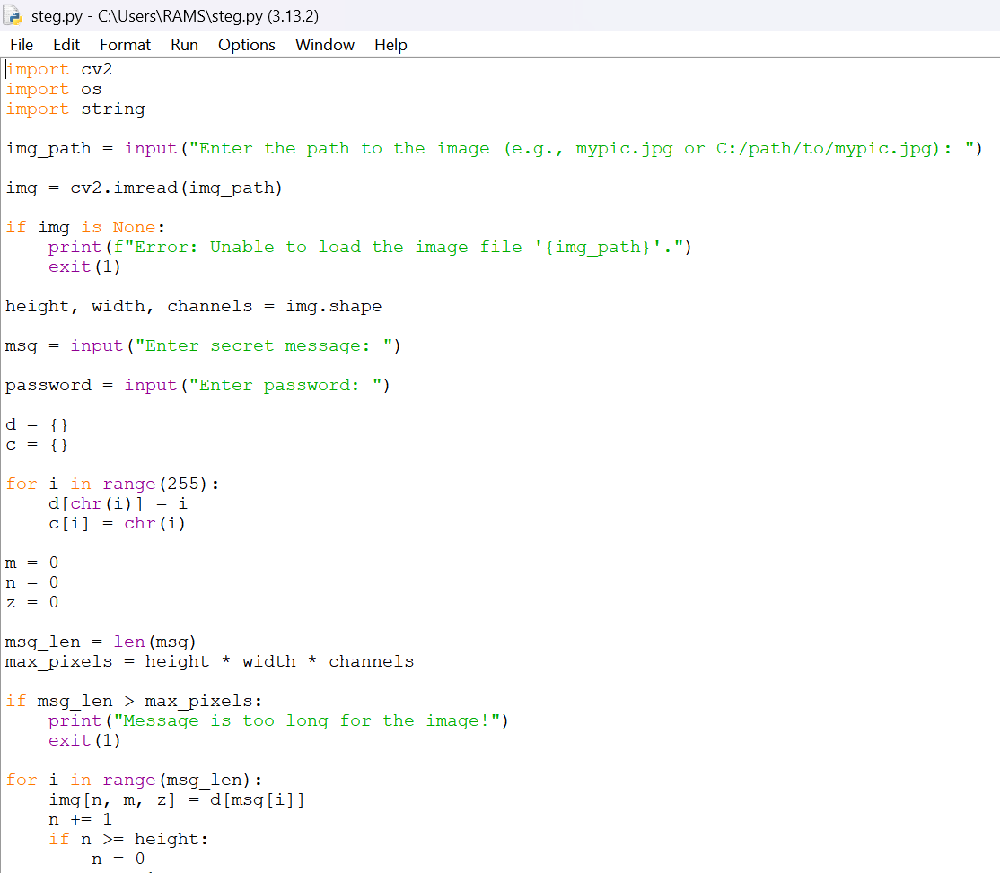 steg.py - C:\Users\RAMS\steg.py (3.13.2)
File Edit Format Run Options Window Help
import cv2
import os
import string
img_path = input("Enter the path to the image (e.g., mypic.jpg or C:/path/to/mypic.jpg): ")
img = cv2.imread(img_path)
if img is None:
    print(f"Error: Unable to load the image file '{img_path}'.")
    exit(1)
height, width, channels = img.shape
msg = input("Enter secret message: ")
password = input("Enter password: ")
d = {}
c = {}
for i in range(255):
    d[chr(i)] = i
    c[i] = chr(i)
m = 0
n = 0
z = 0
msg_len = len(msg)
max_pixels = height * width * channels
if msg_len > max_pixels:
    print("Message is too long for the image!")
    exit(1)
for i in range(msg_len):
    img[n, m, z] = d[msg[i]]
    n += 1
    if n >= height:
        n = 0